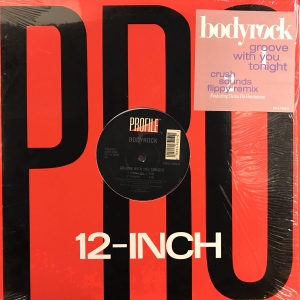 PRO
bodyrock
groove
with you
tonight
crush
sounds
flippy remix
PROFILE
BODYROCK
12-INCH